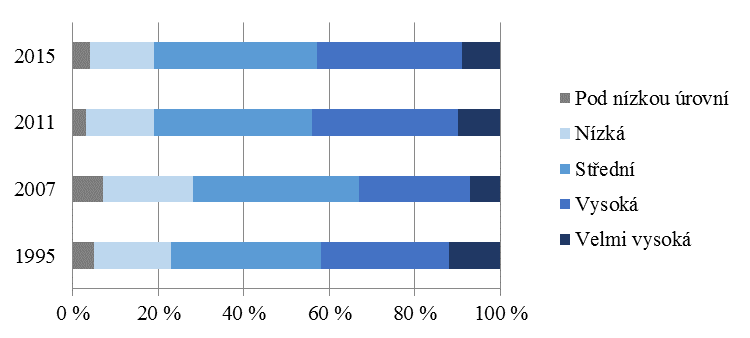 2015
2011
2007
1995
0 %
20 %
40 %
60 %
80 %
100 %
Pod nízkou úrovní
Nízká
Střední
Vysoká
Velmi vysoká